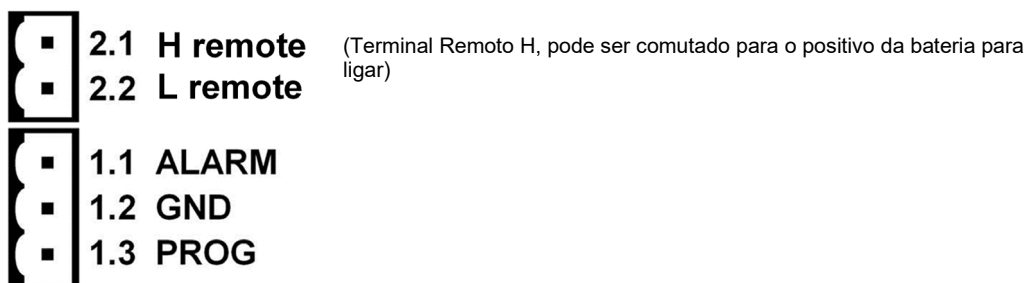 2.1 H remote (Terminal Remoto H, pode ser comutado para o positivo da bateria para
ligar)
2.2 L remote
1.1 ALARM
1.2 GND
1.3 PROG